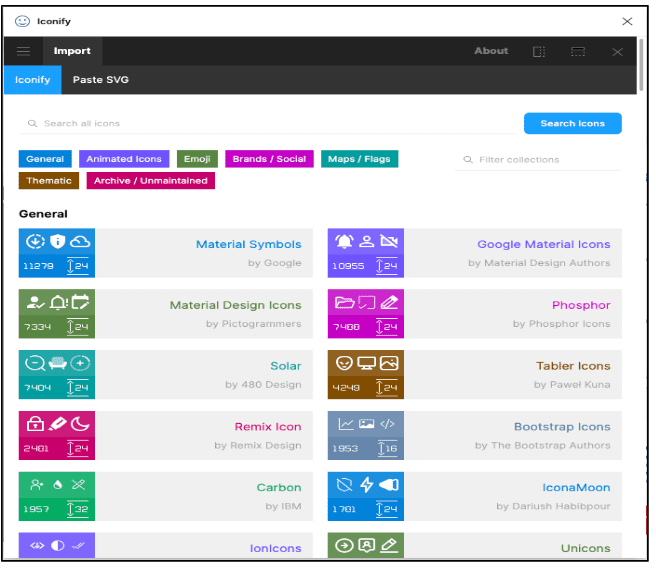 Iconify
Import
About
Iconify
Paste SVG
Search all icons
Search Icons
General
Animated Icons
Emoji
Brands / Social
Maps / Flags
Filter collections
Thematic
Archive / Unmaintained
General
Material Symbols
by Google
11279
24
Google Material Icons
by Material Design Authors
10955
24
Material Design Icons
by Pictogrammers
7334
24
Phosphor
by Phosphor Icons
7488
24
Solar
by 480 Design
7404
24
Tabler Icons
by Paweł Kuna
4249
24
Remix Icon
by Remix Design
2481
24
Bootstrap Icons
by The Bootstrap Authors
1953
16
Carbon
by IBM
1957
32
IconaMoon
by Dariush Habibpour
1781
24
IonIcons
Unicons